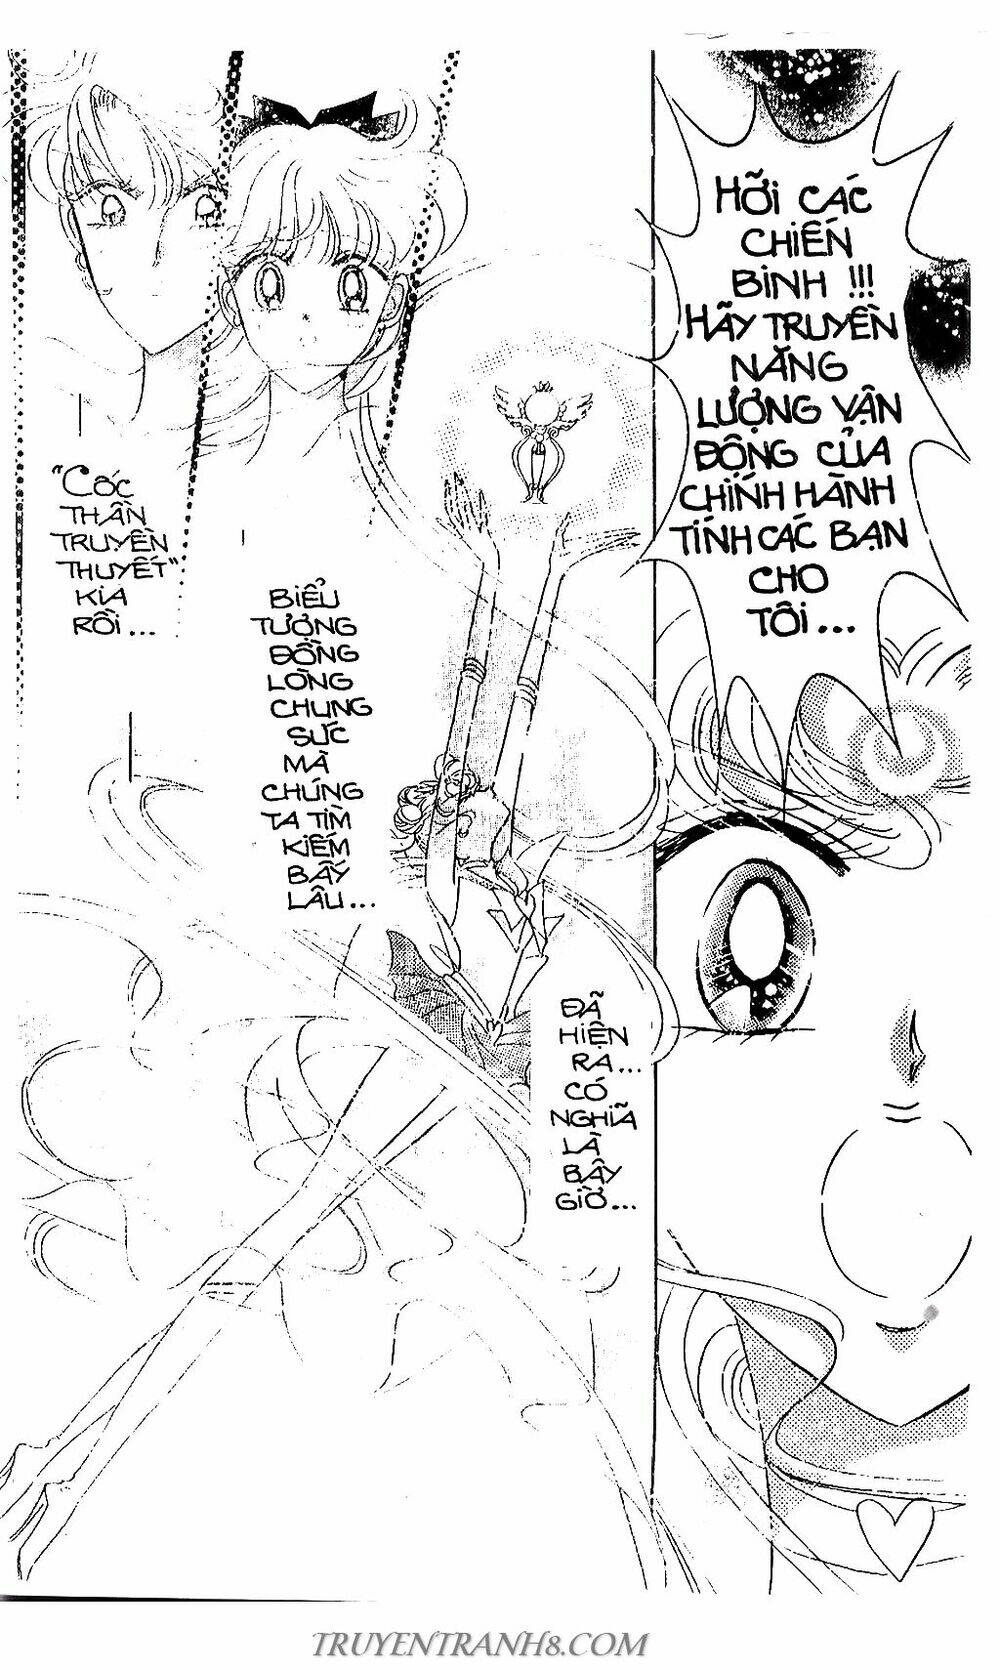 HỠI CÁC
CHIẾN
BINH !!!
HÃY TRUYỀN
NĂNG
LƯỢNG VẬN
ĐỘNG CỦA
CHÍNH HÀNH
TINH CÁC BẠN
CHO
TÔI...
"CỐC
THẦN
TRUYỀN
THUYẾT"
KIA
RỒI...
BIỂU
TƯỢNG
ĐỒNG
LÒNG
CHUNG
SỨC
MÀ
CHÚNG
TA TÌM
KIẾM
BẤY
LÂU...
ĐÃ
HIỆN
RA...
CÓ
NGHĨA
LÀ
BÂY
GIỜ...
TRUYENTRANH8.COM